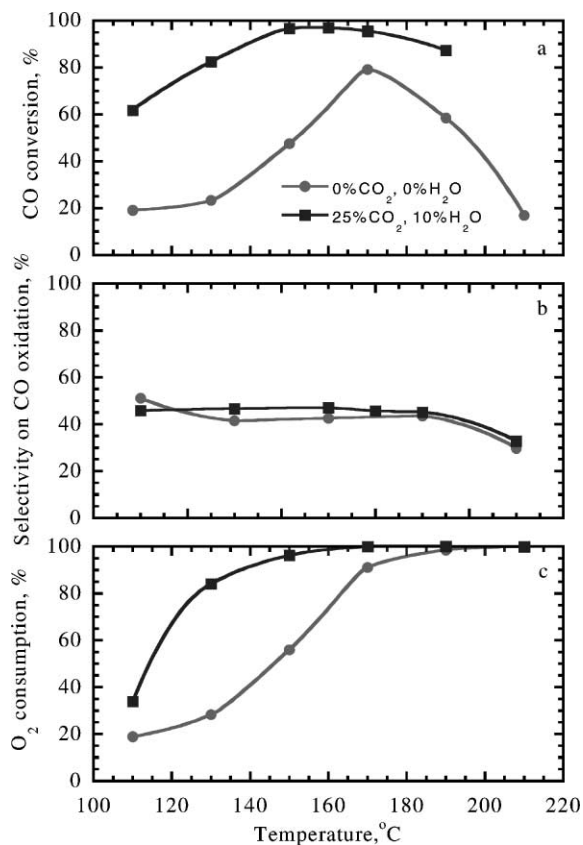 100
80
60
40
20
0
CO conversion, %
a
0%CO₂, 0%H₂O
25%CO₂, 10%H₂O
100
80
60
40
20
0
Selectivity on CO oxidation, %
b
100
80
60
40
20
0
O₂ consumption, %
c
100 120 140 160 180 200 220
Temperature,°C